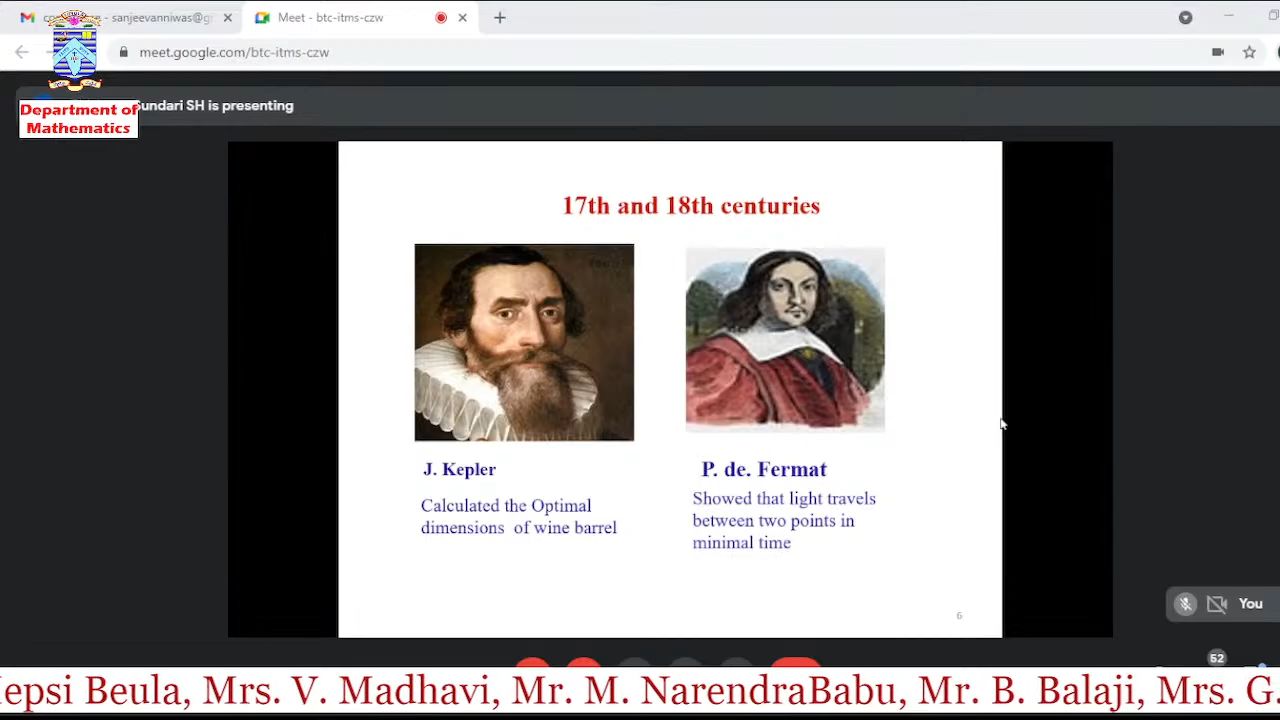 sanjeevanniwas@g
Meet - btc-itms-czw
meet.google.com/btc-itms-czw
Department of
Mathematics
undari SH is presenting
17th and 18th centuries
J. Kepler
Calculated the Optimal
dimensions of wine barrel
P. de. Fermat
Showed that light travels
between two points in
minimal time
6
You
52
epsi Beula, Mrs. V. Madhavi, Mr. M. NarendraBabu, Mr. B. Balaji, Mrs. G.